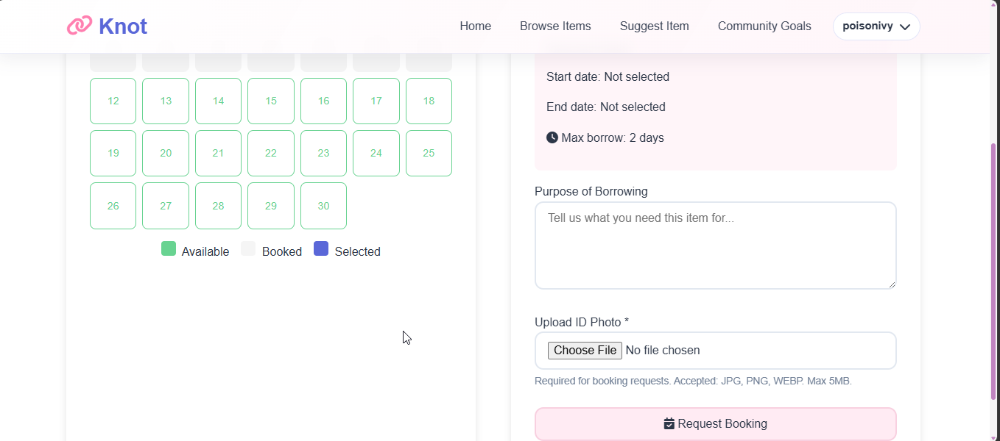 Knot
Home Browse Items Suggest Item Community Goals poisonivy
12 13 14 15 16 17 18
19 20 21 22 23 24 25
26 27 28 29 30
Available Booked Selected
Start date: Not selected
End date: Not selected
Max borrow: 2 days
Purpose of Borrowing
Tell us what you need this item for...
Upload ID Photo *
Choose File No file chosen
Required for booking requests. Accepted: JPG, PNG, WEBP. Max 5MB.
Request Booking